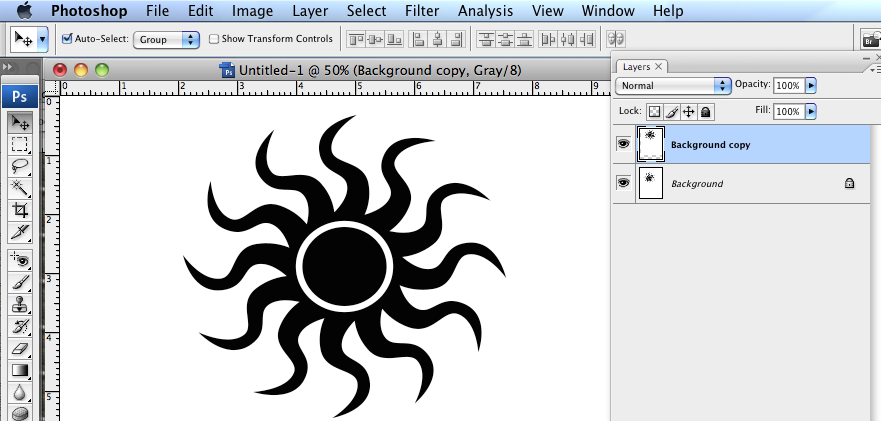 Photoshop File Edit Image Layer Select Filter Analysis View Window Help
Auto-Select: Group Show Transform Controls
Br
Ps
Untitled-1 @ 50% (Background copy, Gray/8)
0 1 2 3 4 5 6 7 8 9
0
1
2
3
4
5
Layers
Normal Opacity: 100%
Lock: Fill: 100%
Background copy
Background